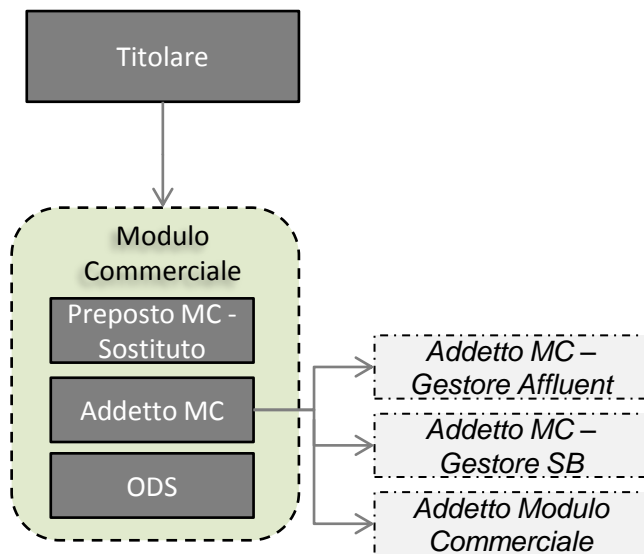 Titolare
Modulo
Commerciale
Preposto MC -
Sostituto
Addetto MC
ODS
Addetto MC –
Gestore Affluent
Addetto MC –
Gestore SB
Addetto Modulo
Commerciale